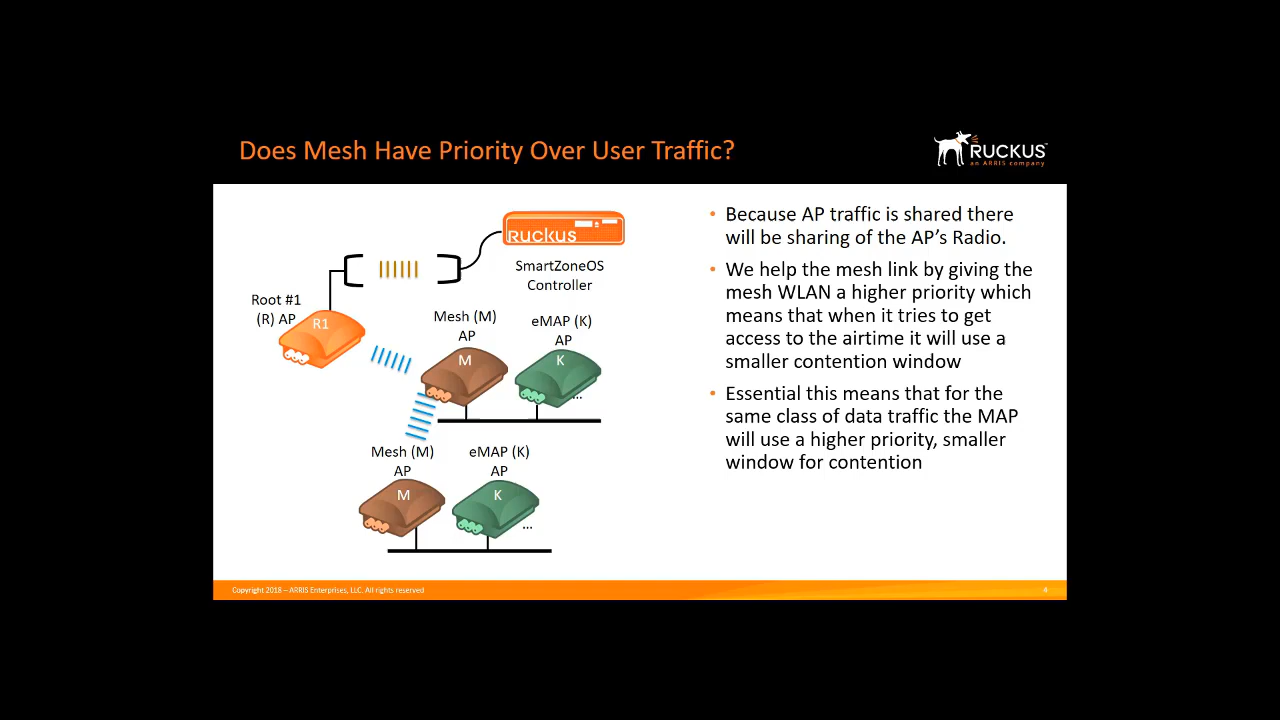 Does Mesh Have Priority Over User Traffic?
RUCKUS
an ARRIS company
Ruckus
SmartZoneOS
Controller
Root #1
(R) AP
R1
Mesh (M)
AP
M
eMAP (K)
AP
K
...
Mesh (M)
AP
M
eMAP (K)
AP
K
...
• Because AP traffic is shared there
will be sharing of the AP's Radio.
• We help the mesh link by giving the
mesh WLAN a higher priority which
means that when it tries to get
access to the airtime it will use a
smaller contention window
• Essential this means that for the
same class of data traffic the MAP
will use a higher priority, smaller
window for contention
Copyright 2018 – ARRIS Enterprises, LLC. All rights reserved
4